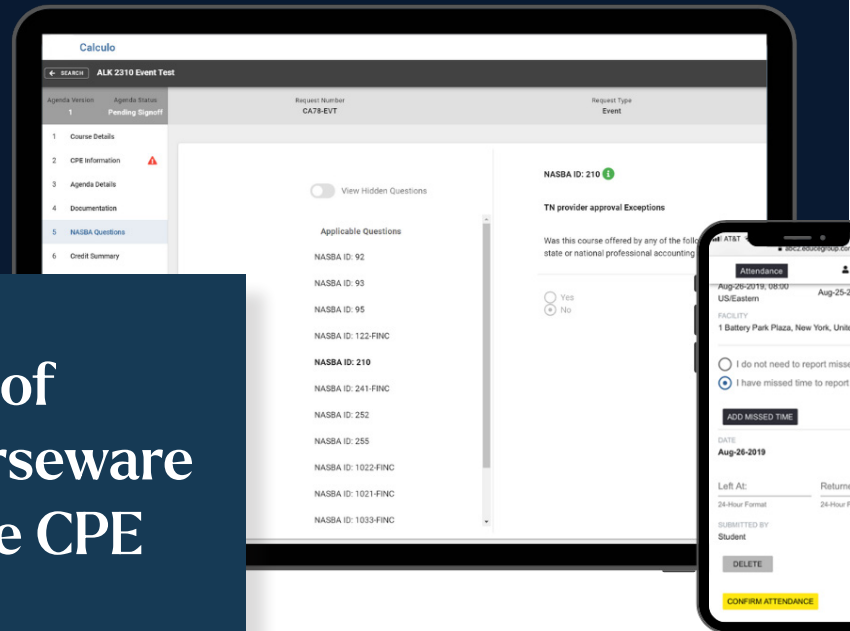 Calculo
SEARCH ALK 2310 Event Test
Agenda Version Agenda Status Request Number Request Type
1 Pending Signoff CA78-EVT Event
1 Course Details
2 CPE Information
3 Agenda Details
4 Documentation
5 NASBA Questions
6 Credit Summary
View Hidden Questions
Applicable Questions
NASBA ID: 92
NASBA ID: 93
NASBA ID: 95
NASBA ID: 122-FINC
NASBA ID: 210
NASBA ID: 241-FINC
NASBA ID: 252
NASBA ID: 255
NASBA ID: 1022-FINC
NASBA ID: 1021-FINC
NASBA ID: 1033-FINC
NASBA ID: 210
TN provider approval Exceptions
Was this course offered by any of the follo
state or national professional accounting
Yes
No
of
rseware
e CPE
AT&T
abc2.educegroup.con
Attendance
Aug-26-2019, 08:00 Aug-25-2
US/Eastern
FACILITY
1 Battery Park Plaza, New York, Unite
I do not need to report misse
I have missed time to report
ADD MISSED TIME
DATE
Aug-26-2019
Left At: Returne
24-Hour Format 24-Hour F
SUBMITTED BY
Student
DELETE
CONFIRM ATTENDANCE